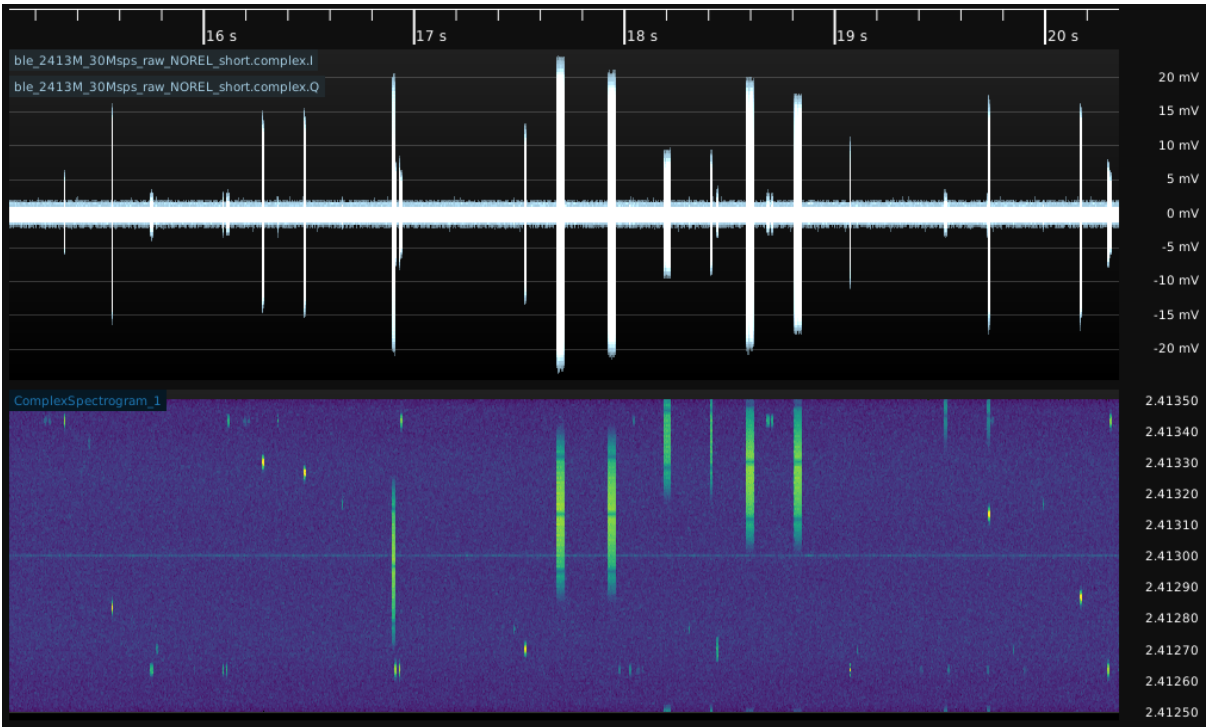 16 s
17 s
18 s
19 s
20 s
ble_2413M_30Msps_raw_NOREL_short.complex.I
ble_2413M_30Msps_raw_NOREL_short.complex.Q
20 mV
15 mV
10 mV
5 mV
0 mV
-5 mV
-10 mV
-15 mV
-20 mV
ComplexSpectrogram_1
2.41350
2.41340
2.41330
2.41320
2.41310
2.41300
2.41290
2.41280
2.41270
2.41260
2.41250